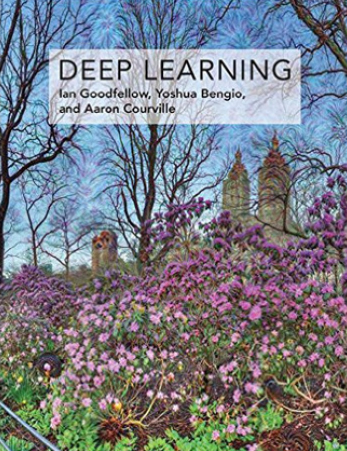 DEEP LEARNING
Ian Goodfellow, Yoshua Bengio,
and Aaron Courville